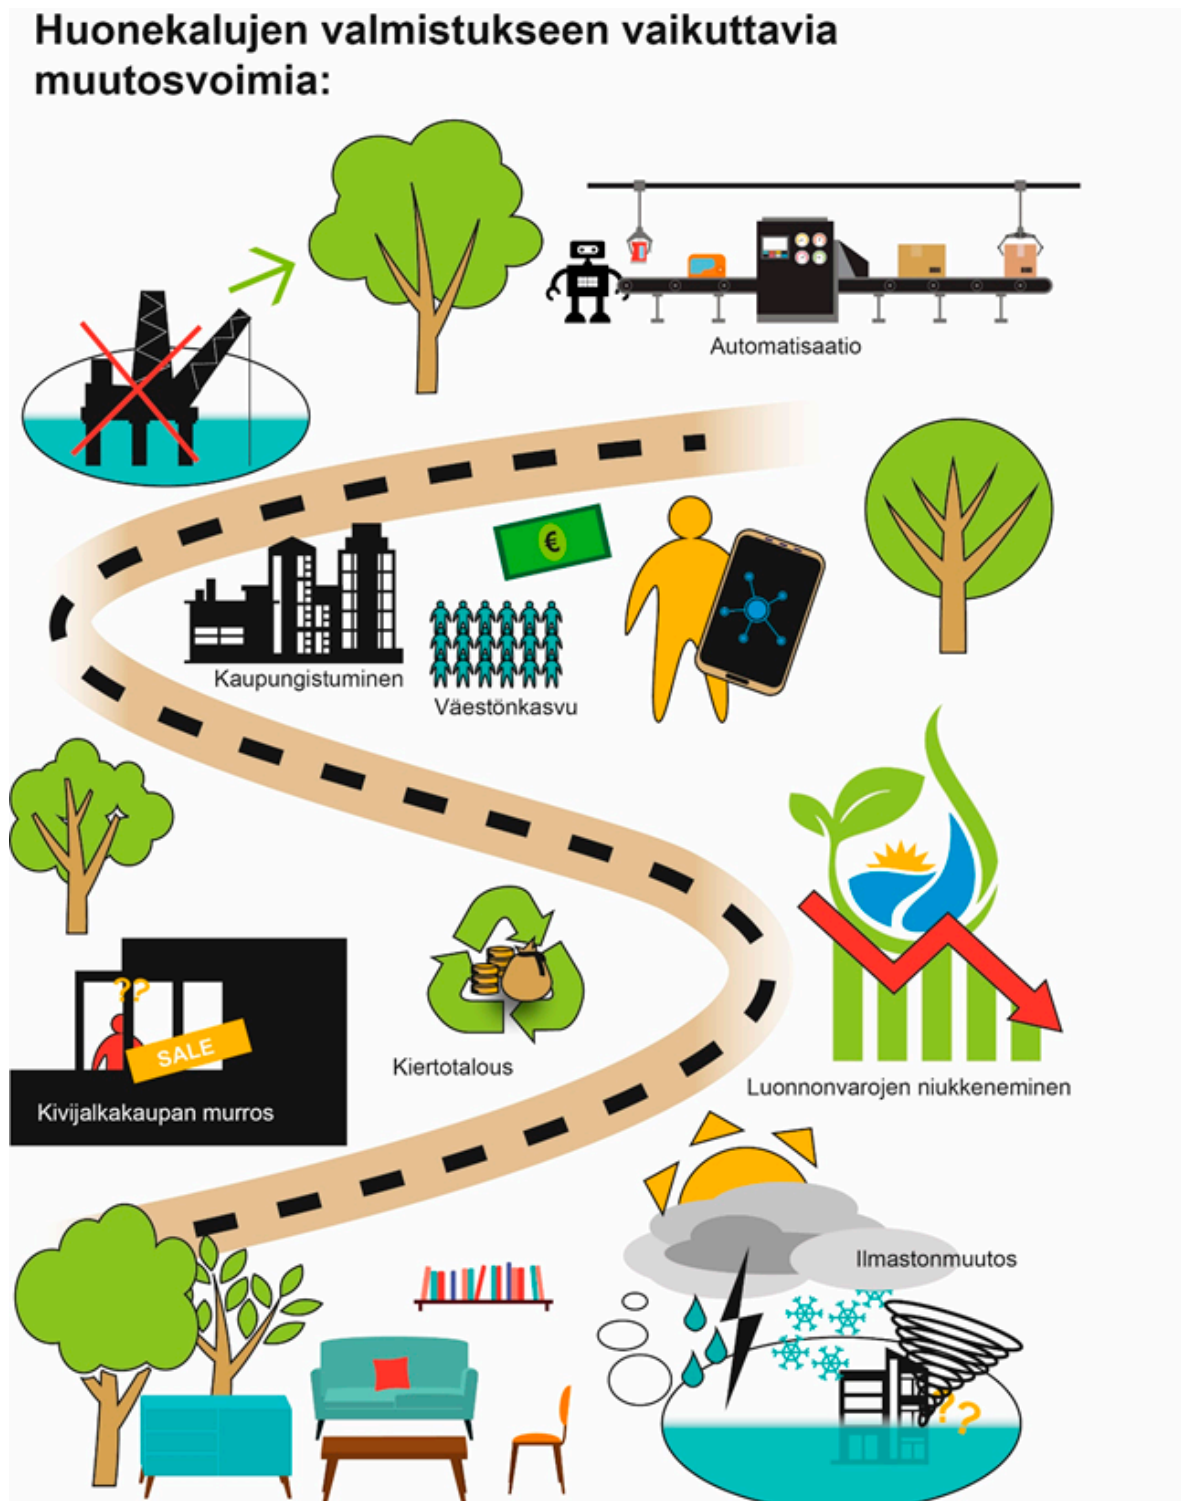 Huonekalujen valmistukseen vaikuttavia
muutosvoimia:
Automatisaatio
€
Kaupungistuminen
Väestönkasvu
??
SALE
Kivijalkakaupan murros
Kiertotalous
Luonnonvarojen niukkeneminen
Ilmastonmuutos
??